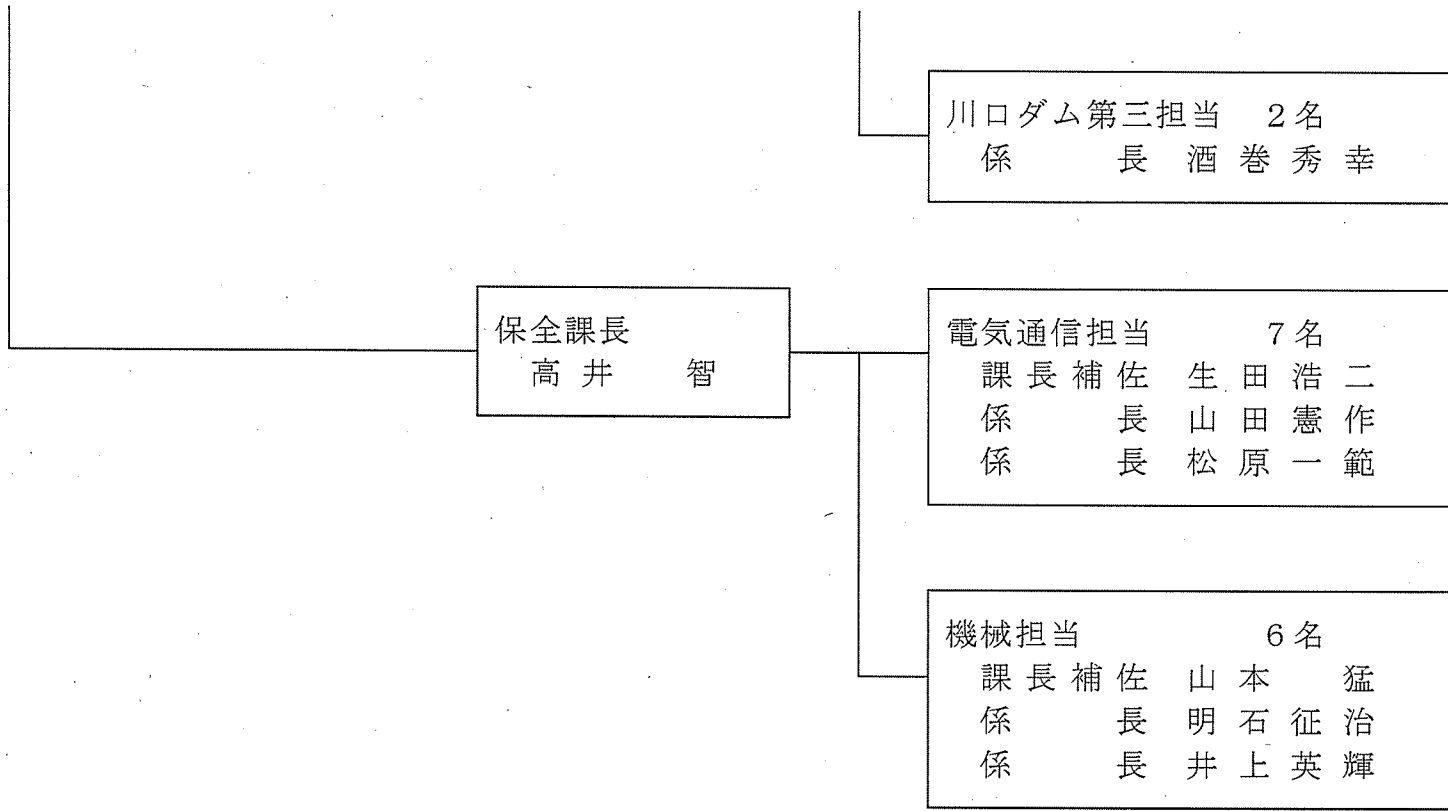 川口ダム第三担当　2名
係　　長　酒巻秀幸
保全課長
高井　智
電気通信担当　7名
課長補佐　生田浩二
係　　長　山田憲作
係　　長　松原一範
機械担当　6名
課長補佐　山本　猛
係　　長　明石征治
係　　長　井上英輝